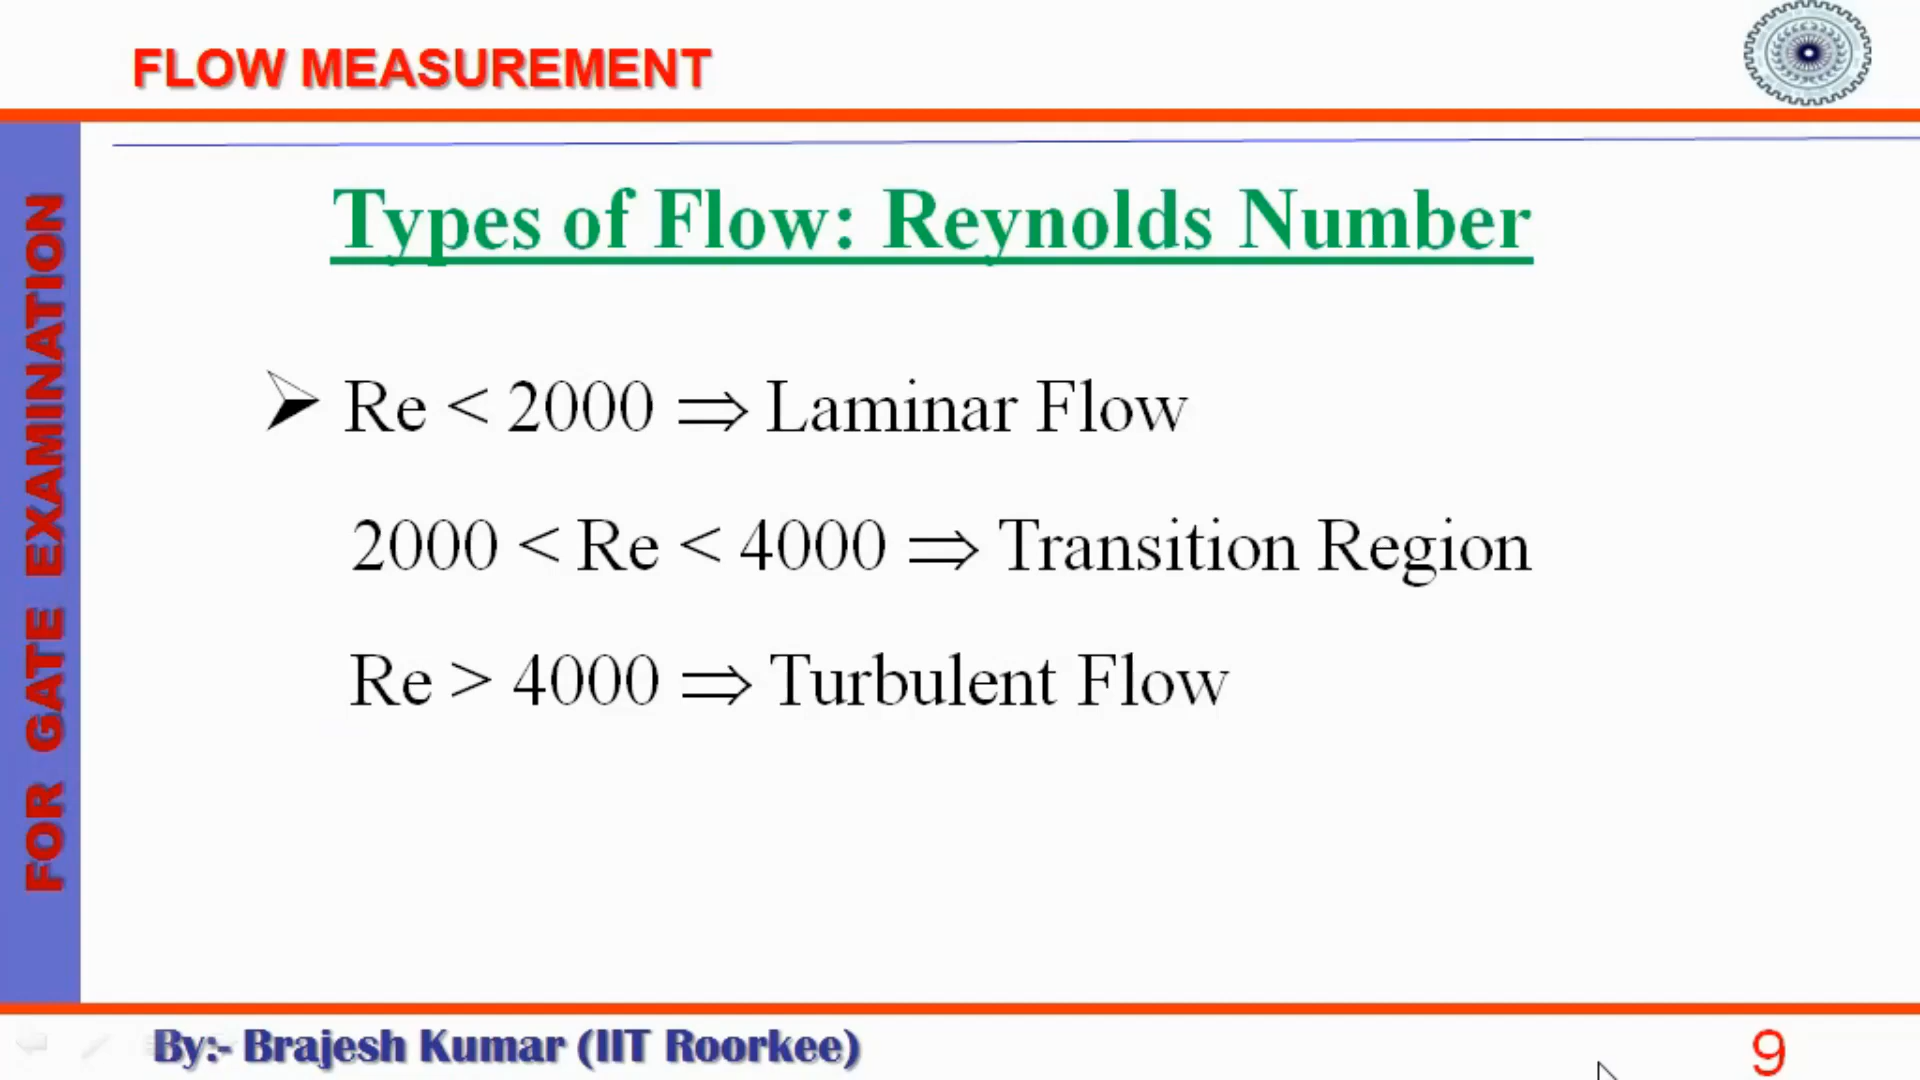 FLOW MEASUREMENT
FOR GATE EXAMINATION
Types of Flow: Reynolds Number
➢ Re < 2000 ⇒ Laminar Flow
2000 < Re < 4000 ⇒ Transition Region
Re > 4000 ⇒ Turbulent Flow
By:- Brajesh Kumar (IIT Roorkee)
9